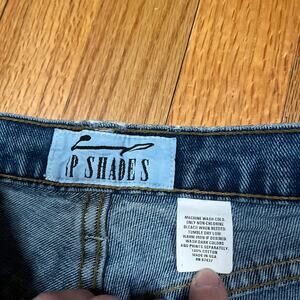 P SHADES
MACHINE WASH COLD.
ONLY NON-CHLORINE
BLEACH WHEN NEEDED.
TUMBLE DRY LOW
WARM IRON IF DESIRED.
WASH DARK COLORS
AND PRINTS SEPARATELY.
100% COTTON
MADE IN USA